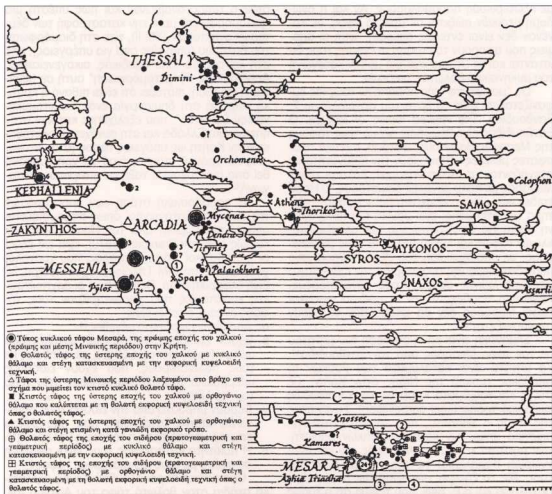 THESSALY
Dimini
Orchomenos
Colophon
KEPHALLENIA
Athens
SAMOS
Thorikos
ZAKYNTHOS
ARCADIA
Mycenae
Dendra
Tiryns
MYKONOS
SYROS
NAXOS
MESSENIA
Sparta
Palaiokhori
Assarlik
Pylos
Τύπος κυκλικού τάφου Μεσαρά, της πρώιμης εποχής του χαλκού
(πρώιμη και μέσης Μινωικής περιόδου) στην Κρήτη.
Θολωτός τάφος της ύστερης εποχής του χαλκού με κυκλικό
θάλαμο και στέγη κατασκευασμένη με την εκφορική κυψελοειδή
τεχνική.
Τάφοι της ύστερης Μινωικής περιόδου λαξευμένοι στο βράχο σε
σχήμα που μιμείται τον κτιστό κυκλικό θολωτό τάφο.
Κτιστός τάφος της ύστερης εποχής του χαλκού με ορθογώνιο
θάλαμο που καλύπτεται με τη θολωτή εκφορική κυψελοειδή τεχνική
όπως ο θολωτός τάφος.
Κτιστός τάφος της ύστερης εποχής του χαλκού με ορθογώνιο
θάλαμο και στέγη κτισμένη κατά γωνιώδη εκφορικό τρόπο.
Θολωτός τάφος της εποχής του σιδήρου (πρωτογεωμετρική και
γεωμετρική περίοδος) με κυκλικό θάλαμο και στέγη
κατασκευασμένη με την εκφορική κυψελοειδή τεχνική.
Κτιστός τάφος της εποχής του σιδήρου (πρωτογεωμετρική και
γεωμετρική περίοδος) με ορθογώνιο θάλαμο και στέγη
κατασκευασμένη με τη θολωτή εκφορική κυψελοειδή τεχνική όπως ο
θολωτός τάφος.
CRETE
Knossos
Kamares
MESARA
Aghia Triadha